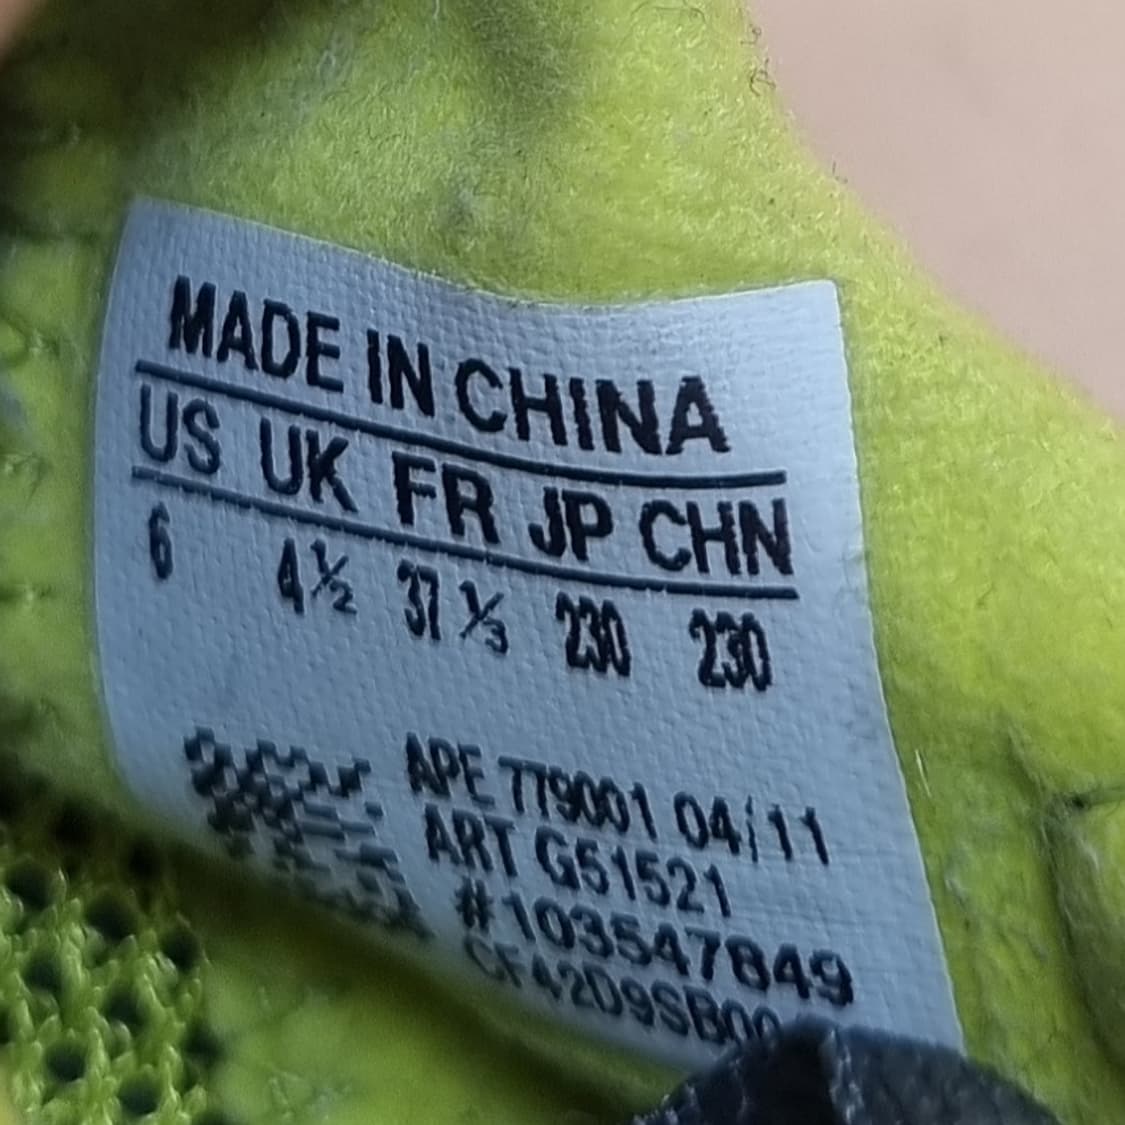 MADE IN CHINA
US UK FR JP CHN
6 4½ 37⅓ 230 230
APE 779001 04/11
ART G51521
#103547849